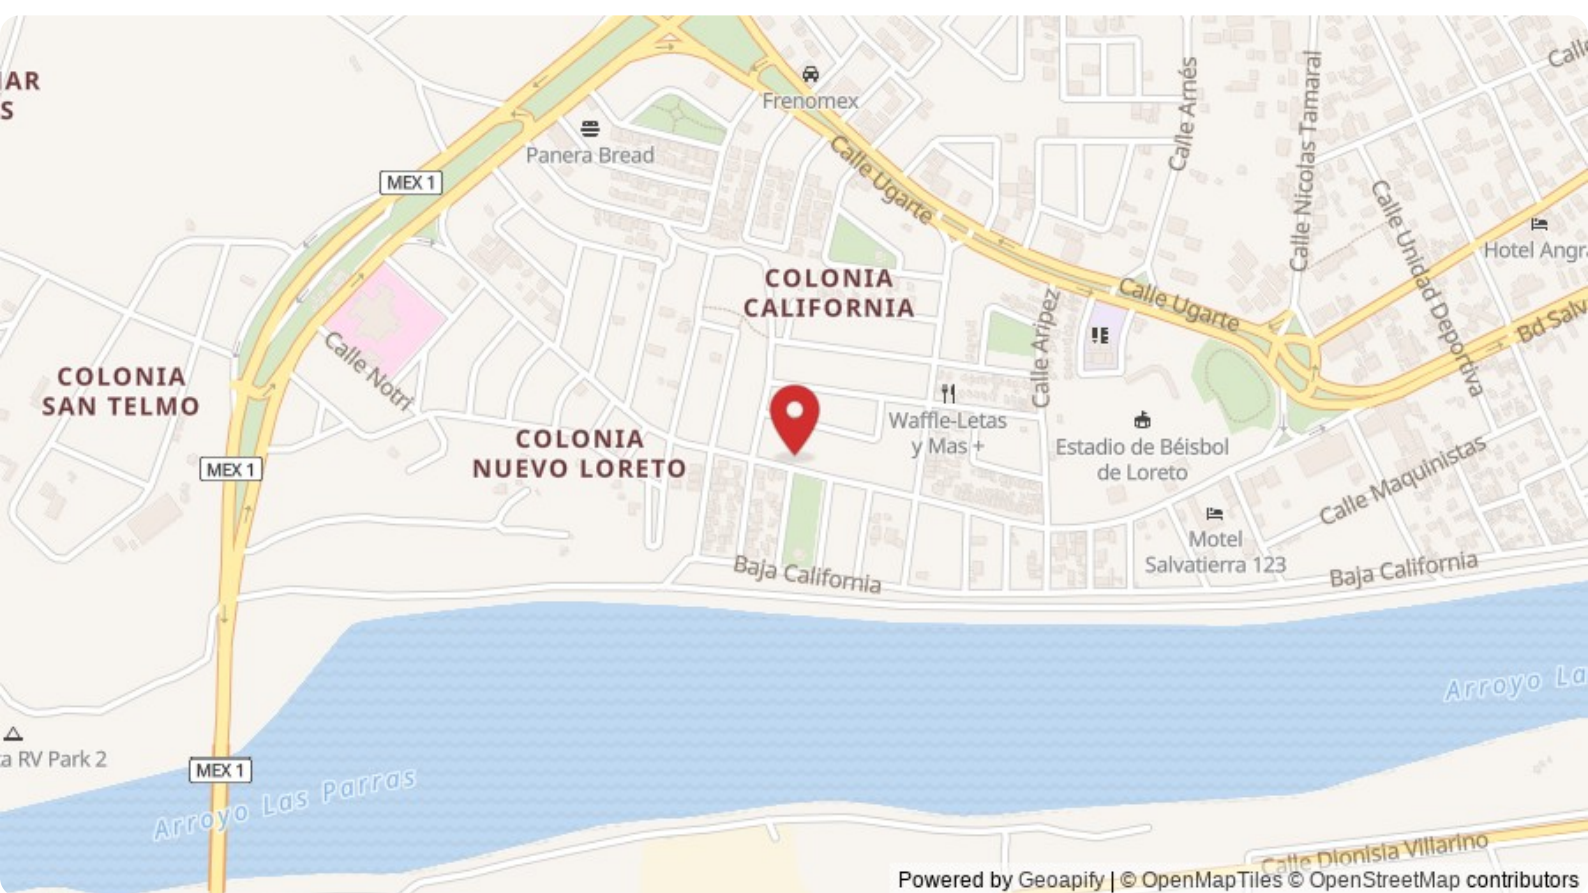 IAR
S
Frenomex
Panera Bread
MEX 1
Calle Ugarte
Calle Arnés
Calle Nicolas Tamaral
Calle
Calle Unidad Deportiva
Hotel Angra
COLONIA
CALIFORNIA
Calle Ugarte
Bd Salv
Calle Aripez
Calle Notri
COLONIA
SAN TELMO
Waffle-Letas
y Mas +
COLONIA
NUEVO LORETO
Estadio de Béisbol
de Loreto
MEX 1
Calle Maquinistas
Motel
Salvatierra 123
Baja California
Baja California
Arroyo La
a RV Park 2
MEX 1
Arroyo Las Parras
Calle Dionisia Villarino
Powered by Geoapify | © OpenMapTiles © OpenStreetMap contributors